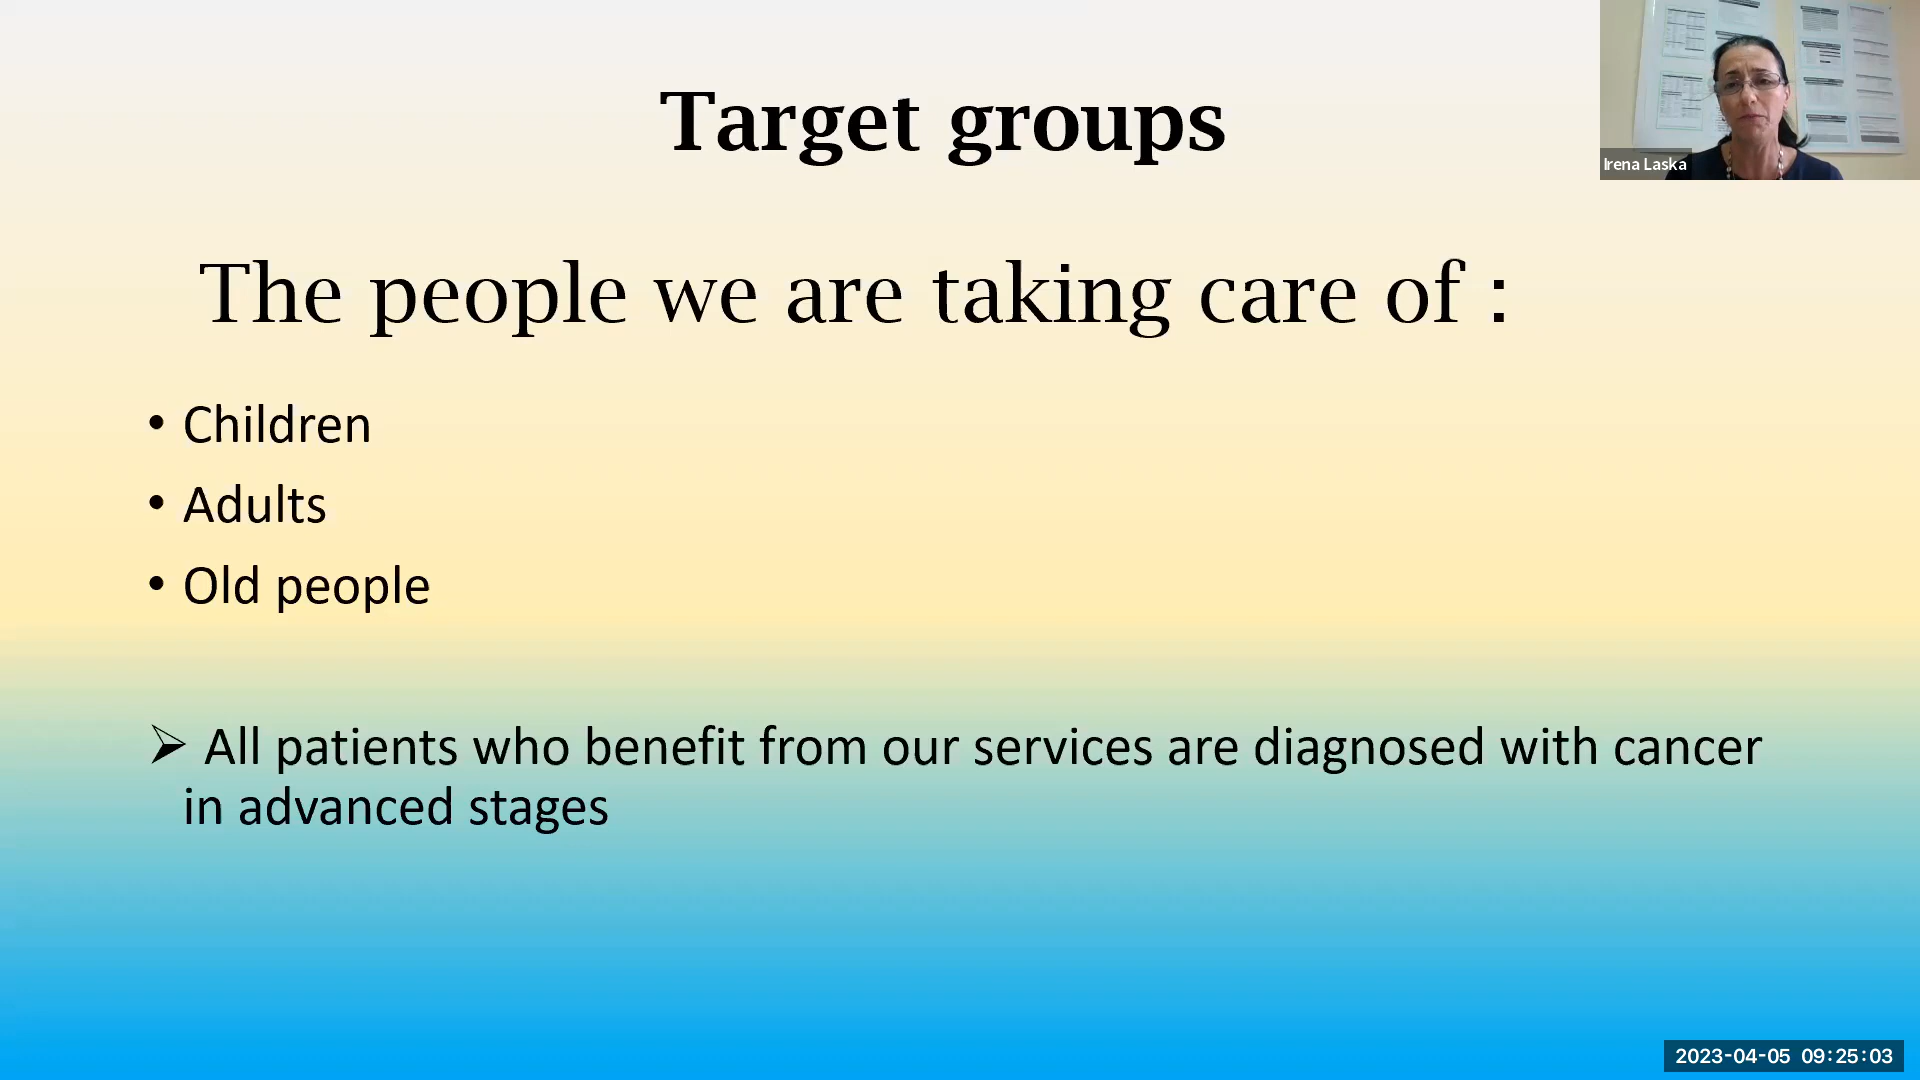 Target groups
Irena Laska
The people we are taking care of :
• Children
• Adults
• Old people
➢ All patients who benefit from our services are diagnosed with cancer
in advanced stages
2023-04-05 09:25:03